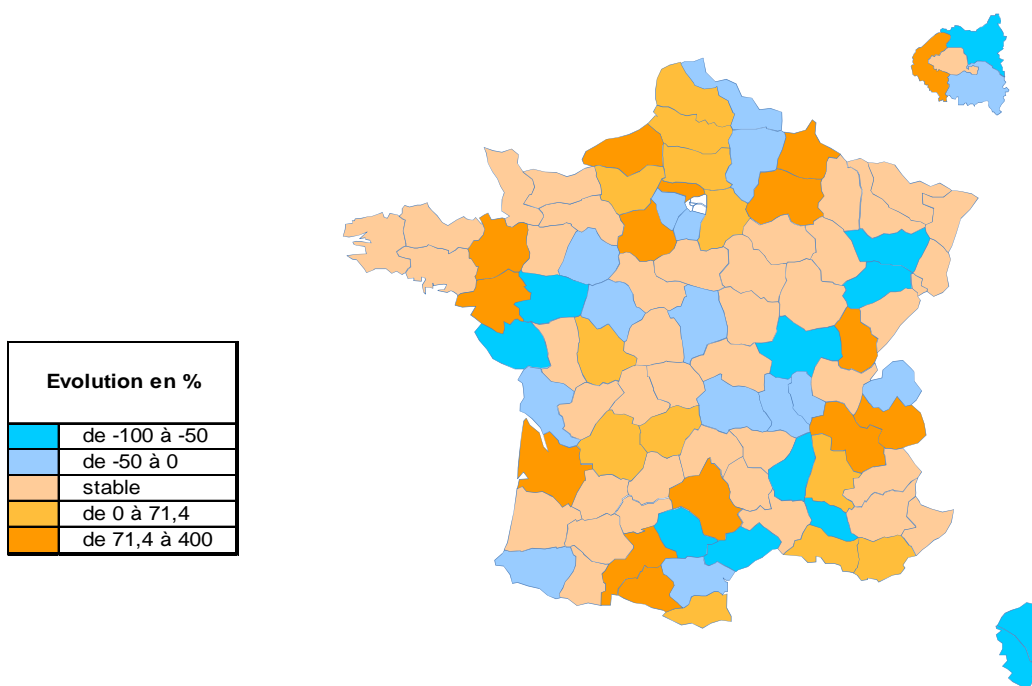 Evolution en %
de -100 à -50
de -50 à 0
stable
de 0 à 71,4
de 71,4 à 400